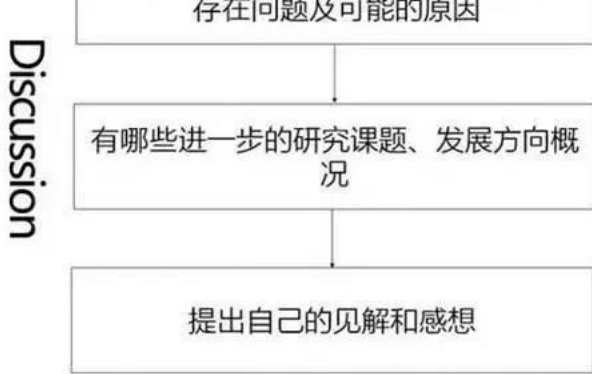 Discussion
存在问题及可能的原因
有哪些进一步的研究课题、发展方向概
况
提出自己的见解和感想